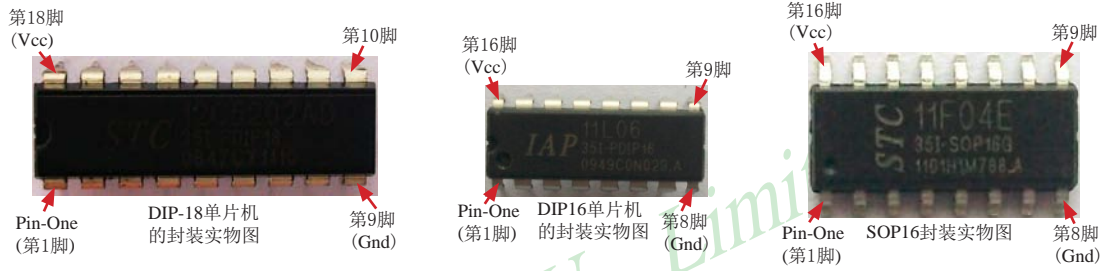 第18脚
(Vcc)
第10脚
STC
35I-PDIP18
Pin-One
(第1脚)
DIP-18单片机
的封装实物图
第9脚
(Gnd)
第16脚
(Vcc)
第9脚
IAP
11L06
35I-PDIP16
Pin-One
(第1脚)
DIP16单片机
的封装实物图
第8脚
(Gnd)
第16脚
(Vcc)
第9脚
STC
11F04E
35I-SOP16G
Pin-One
(第1脚)
SOP16封装实物图
第8脚
(Gnd)
Limit